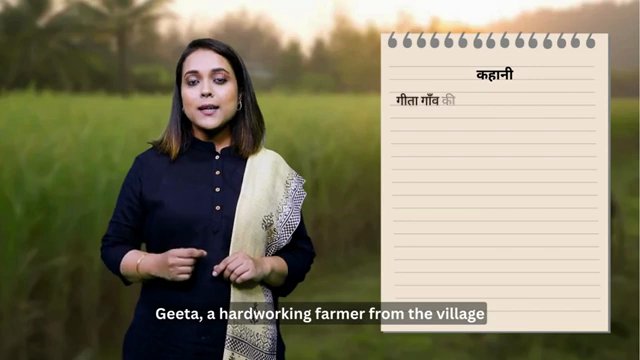 कहानी
गीता गाँव की
Geeta, a hardworking farmer from the village